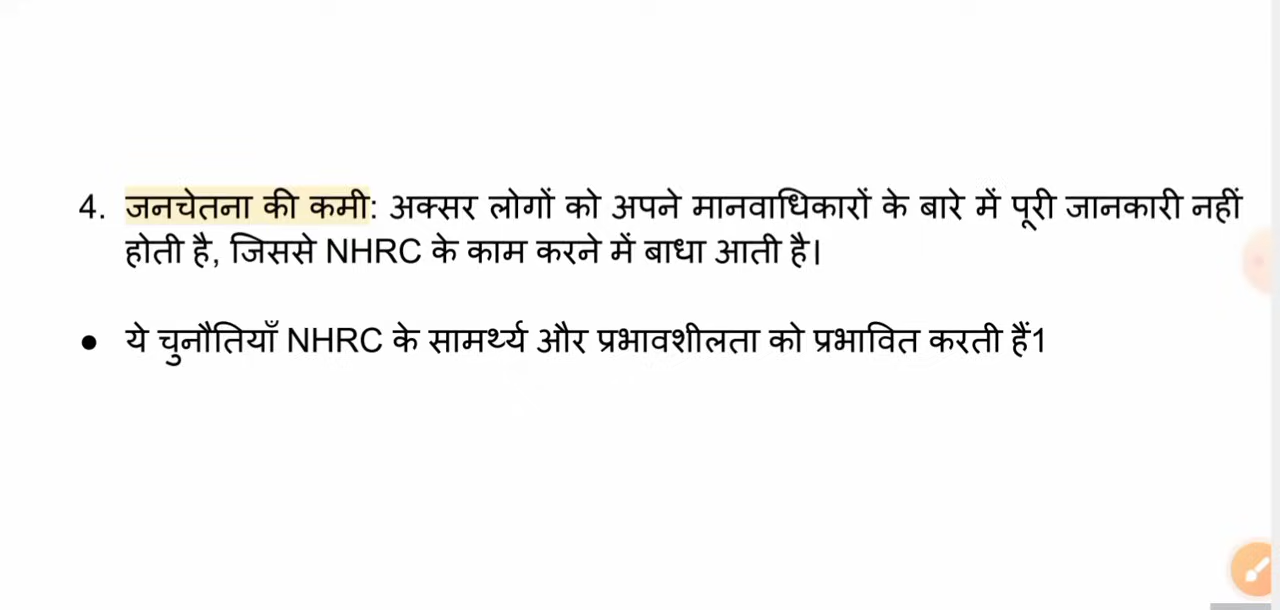 4. जनचेतना की कमी: अक्सर लोगों को अपने मानवाधिकारों के बारे में पूरी जानकारी नहीं
होती है, जिससे NHRC के काम करने में बाधा आती है।
● ये चुनौतियाँ NHRC के सामर्थ्य और प्रभावशीलता को प्रभावित करती हैं1